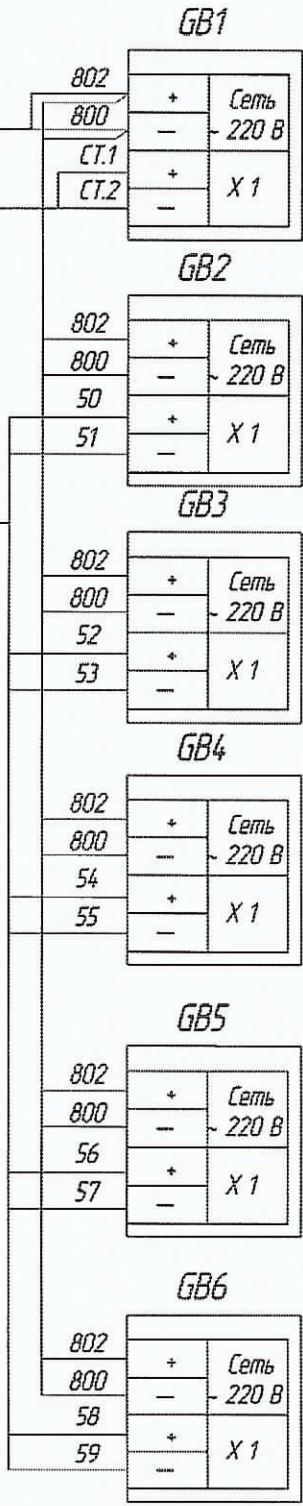 GB1
802
+ Сеть
800
— ~ 220 В
СТ.1
+
СТ.2 X 1
—
GB2
802
+ Сеть
800
— ~ 220 В
50
+
51 X 1
—
GB3
802
+ Сеть
800
— ~ 220 В
52
+
53 X 1
—
GB4
802
+ Сеть
800
— ~ 220 В
54
+
55 X 1
—
GB5
802
+ Сеть
800
— ~ 220 В
56
+
57 X 1
—
GB6
802
+ Сеть
800
— ~ 220 В
58
+
59 X 1
—